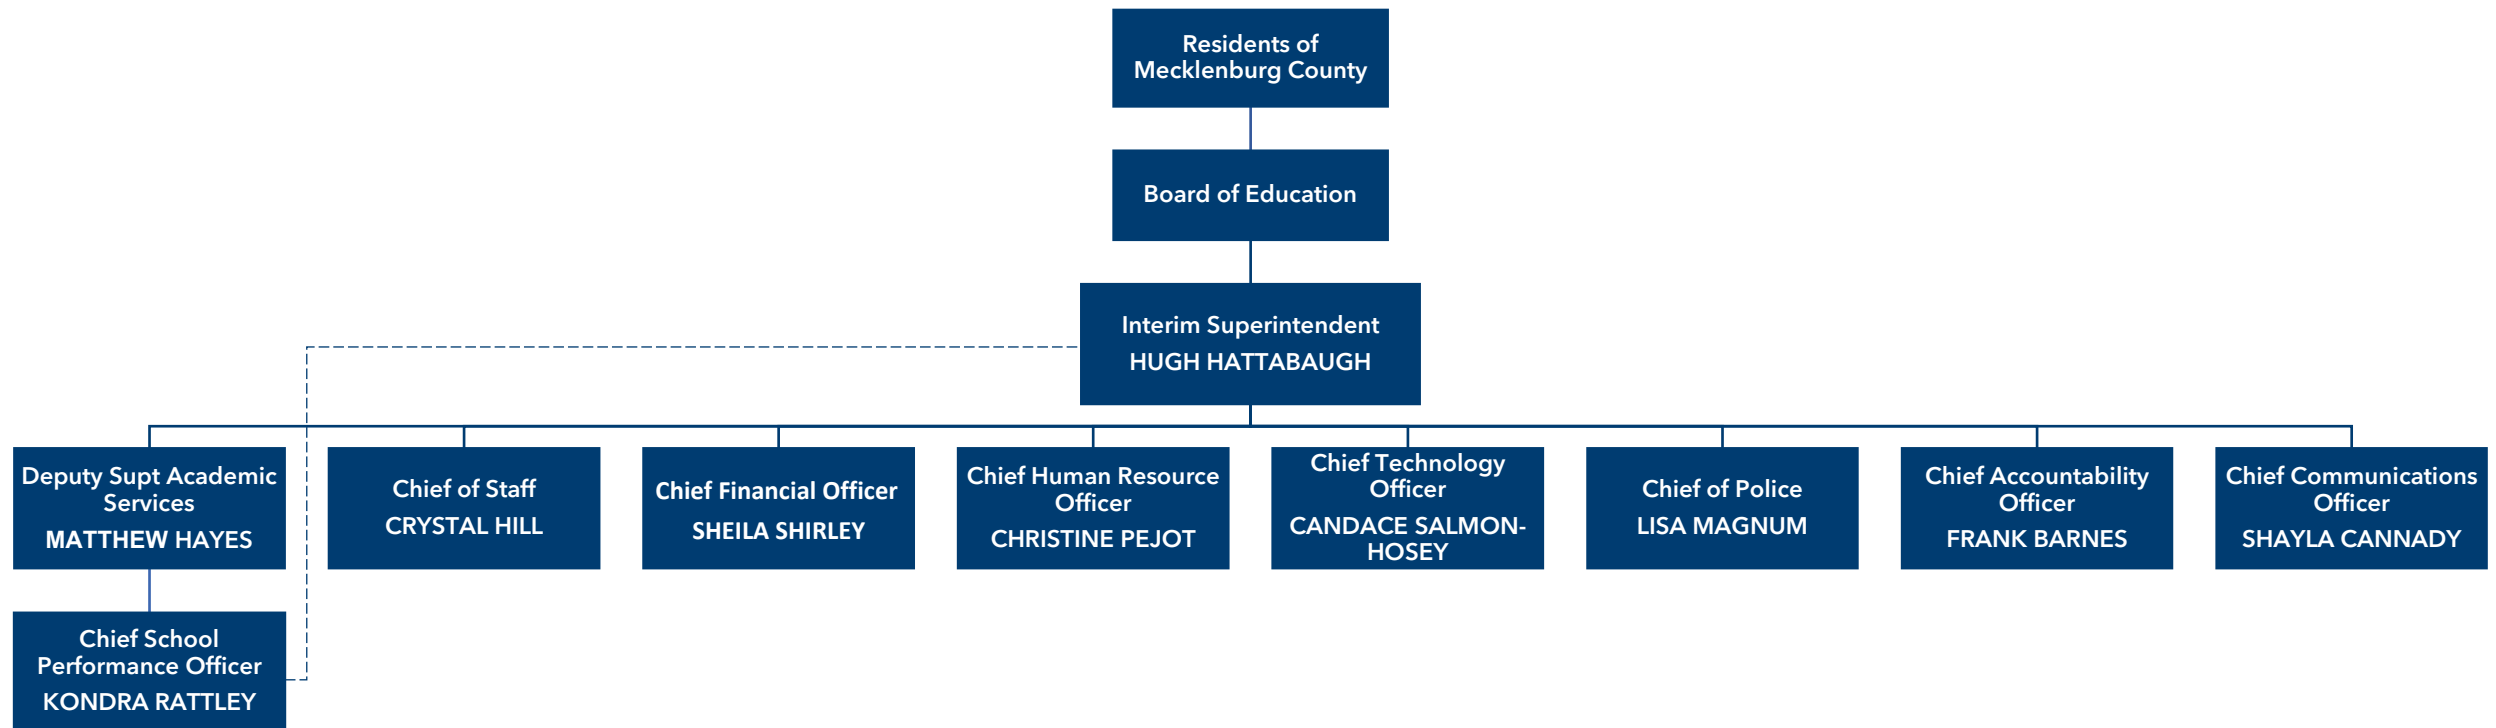 Residents of
Mecklenburg County
Board of Education
Interim Superintendent
HUGH HATTABAUGH
Deputy Supt Academic
Services
MATTHEW HAYES
Chief of Staff
CRYSTAL HILL
Chief Financial Officer
SHEILA SHIRLEY
Chief Human Resource
Officer
CHRISTINE PEJOT
Chief Technology
Officer
CANDACE SALMON-
HOSEY
Chief of Police
LISA MAGNUM
Chief Accountability
Officer
FRANK BARNES
Chief Communications
Officer
SHAYLA CANNADY
Chief School
Performance Officer
KONDRA RATTLEY